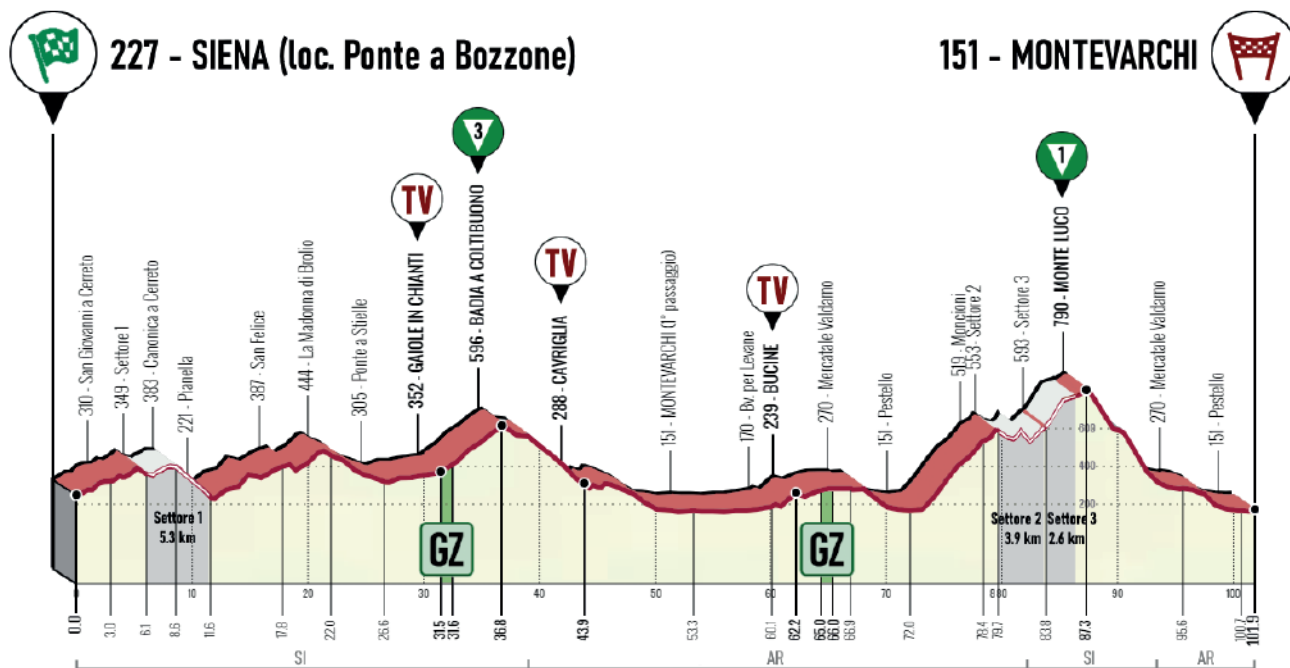 227 - SIENA (loc. Ponte a Bozzone)
151 - MONTEVARCHI
3
1
TV
TV
TV
310 - San Giovanni a Cerreto
349 - Settore 1
383 - Canonica a Cerreto
221 - Pianella
387 - San Felice
444 - La Madonna di Brolio
305 - Ponte a Stielle
352 - GAIOLE IN CHIANTI
596 - BADIA A COLTIBUONO
288 - CAVRIGLIA
151 - MONTEVARCHI (1° passaggio)
170 - Bv. per Levane
239 - BUCINE
270 - Mercatale Valdarno
151 - Pestello
519 - Moncioni
553 - Settore 2
593 - Settore 3
790 - MONTE LUCO
270 - Mercatale Valdarno
151 - Pestello
600
400
200
Settore 1
5.3 km
GZ
GZ
Settore 2
3.9 km
Settore 3
2.6 km
0 10 20 30 40 50 60 70 80 90 100
0.0 3.0 6.1 8.6 11.6 17.8 22.0 26.6 31.5 31.6 36.8 43.9 53.3 60.1 62.2 65.0 66.0 66.9 72.0 78.4 79.7 83.8 87.3 95.6 100.7 101.9
SI AR SI AR